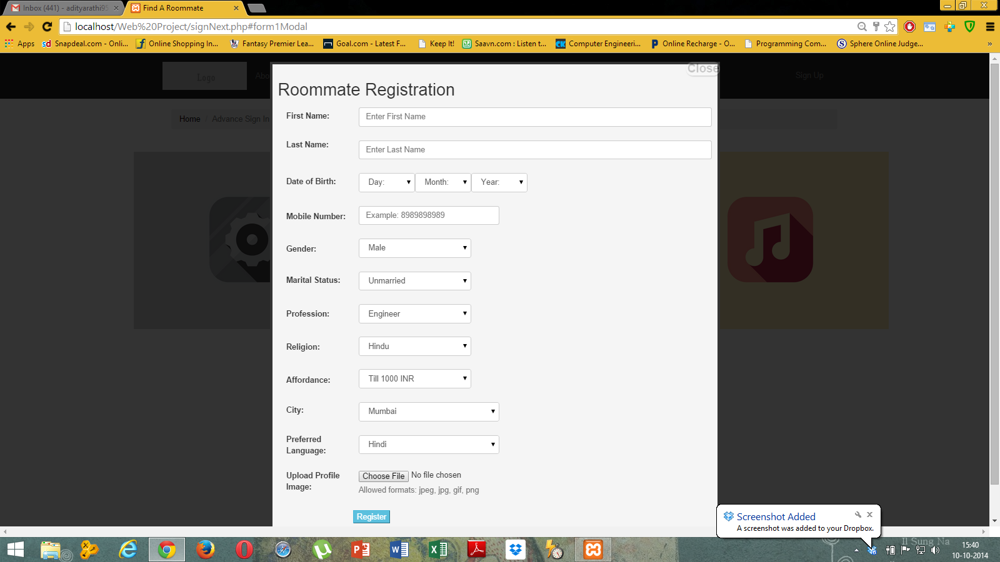 Inbox (441) - adityarathi95
Find A Roommate
localhost/Web%20Project/signNext.php#form1Modal
Apps
Snapdeal.com - Onli...
Online Shopping In...
Fantasy Premier Lea...
Goal.com - Latest F...
Keep It!
Saavn.com : Listen t...
Computer Engineeri...
Online Recharge - O...
Programming Com...
Sphere Online Judge...
»
Logo
Abo
Sign Up
Close
Home / Advance Sign In
Roommate Registration
First Name:
Enter First Name
Last Name:
Enter Last Name
Date of Birth:
Day:
Month:
Year:
Mobile Number:
Example: 8989898989
Gender:
Male
Marital Status:
Unmarried
Profession:
Engineer
Religion:
Hindu
Affordance:
Till 1000 INR
City:
Mumbai
Preferred
Language:
Hindi
Upload Profile
Image:
Choose File No file chosen
Allowed formats: jpeg, jpg, gif, png
Register
Screenshot Added
A screenshot was added to your Dropbox.
Il Sung Na
15:40
10-10-2014